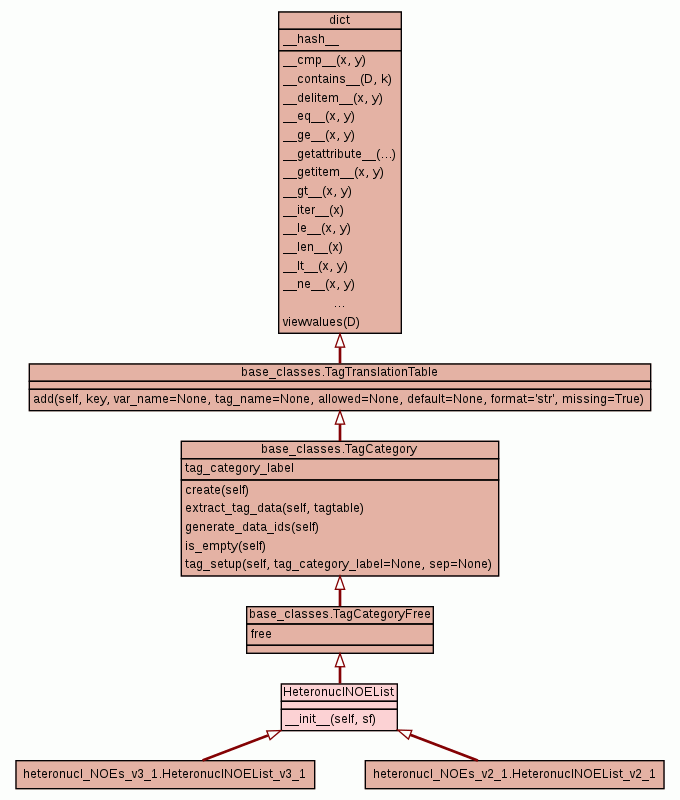 dict
__hash__
__cmp__(x, y)
__contains__(D, k)
__delitem__(x, y)
__eq__(x, y)
__ge__(x, y)
__getattribute__(...)
__getitem__(x, y)
__gt__(x, y)
__iter__(x)
__le__(x, y)
__len__(x)
__lt__(x, y)
__ne__(x, y)
...
viewvalues(D)
base_classes.TagTranslationTable
add(self, key, var_name=None, tag_name=None, allowed=None, default=None, format='str', missing=True)
base_classes.TagCategory
tag_category_label
create(self)
extract_tag_data(self, tagtable)
generate_data_ids(self)
is_empty(self)
tag_setup(self, tag_category_label=None, sep=None)
base_classes.TagCategoryFree
free
HeteronuclNOEList
__init__(self, sf)
heteronucl_NOEs_v3_1.HeteronuclNOEList_v3_1
heteronucl_NOEs_v2_1.HeteronuclNOEList_v2_1